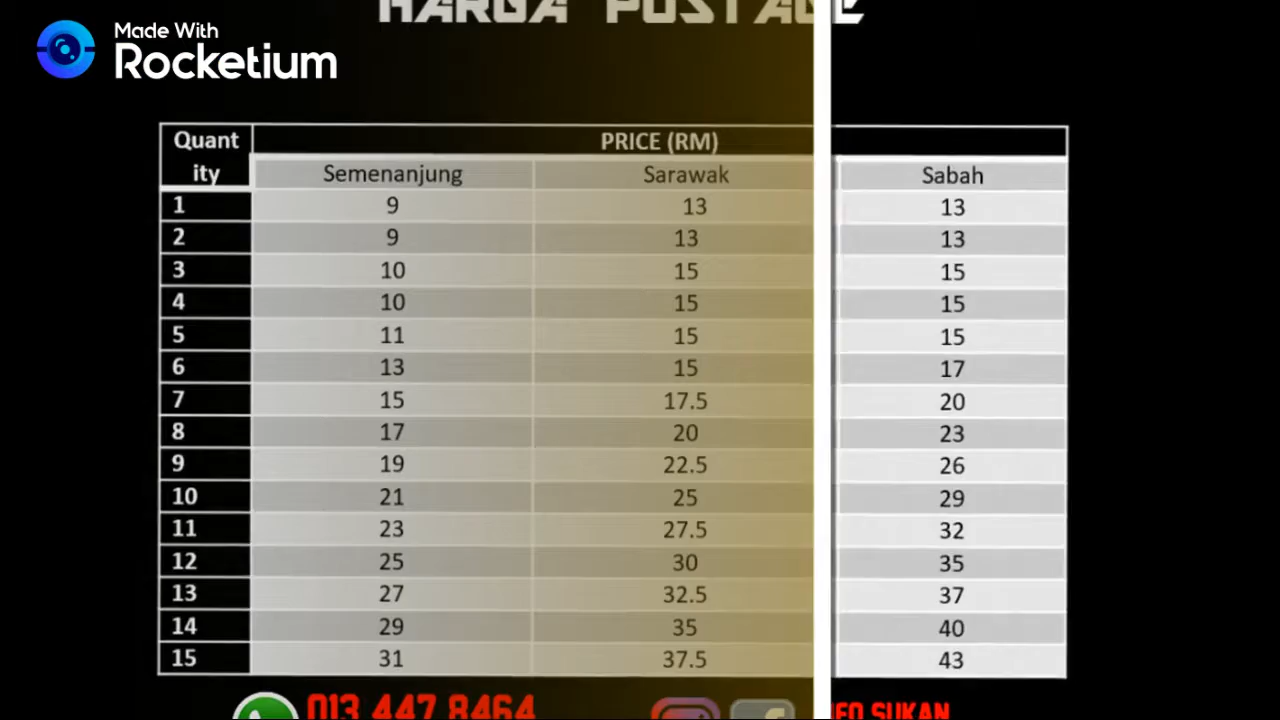 HARGA POSTAGE
Made With
Rocketium
Quant
ity
PRICE (RM)
Semenanjung Sarawak Sabah
1 9 13 13
2 9 13 13
3 10 15 15
4 10 15 15
5 11 15 15
6 13 15 17
7 15 17.5 20
8 17 20 23
9 19 22.5 26
10 21 25 29
11 23 27.5 32
12 25 30 35
13 27 32.5 37
14 29 35 40
15 31 37.5 43
013 447 8464
SUKAN